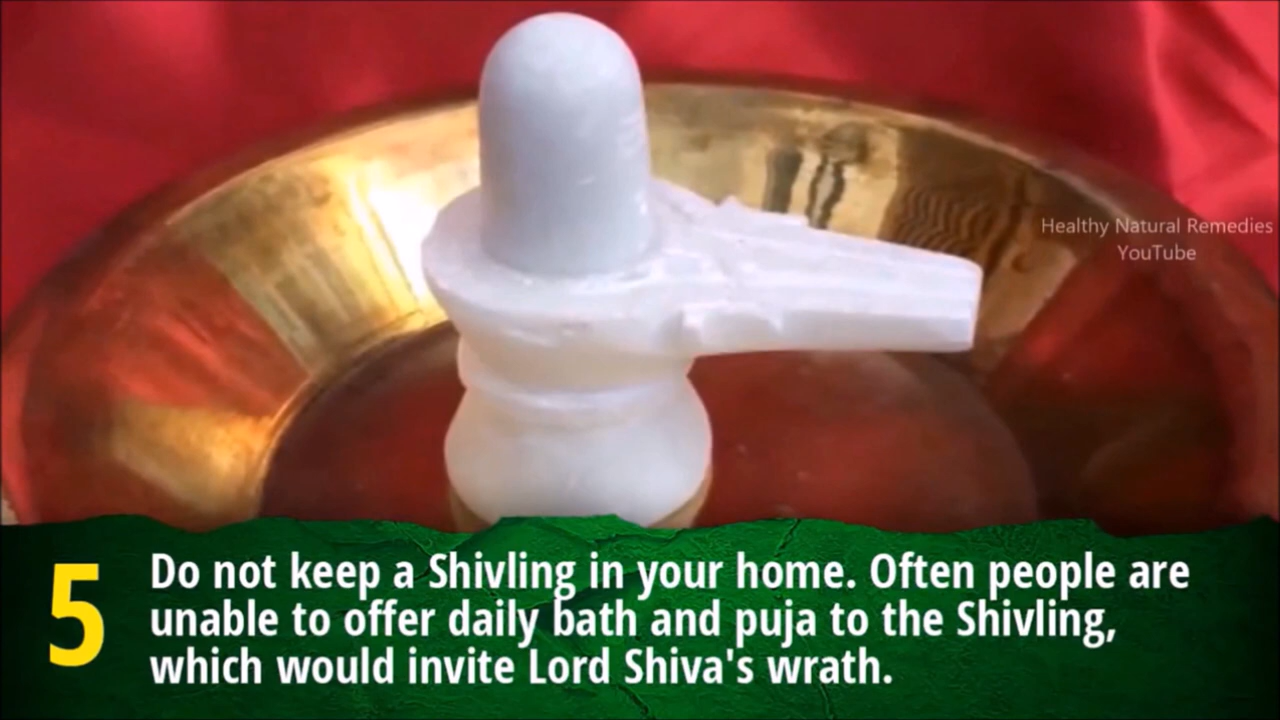 Healthy Natural Remedies
YouTube
5
Do not keep a Shivling in your home. Often people are
unable to offer daily bath and puja to the Shivling,
which would invite Lord Shiva's wrath.